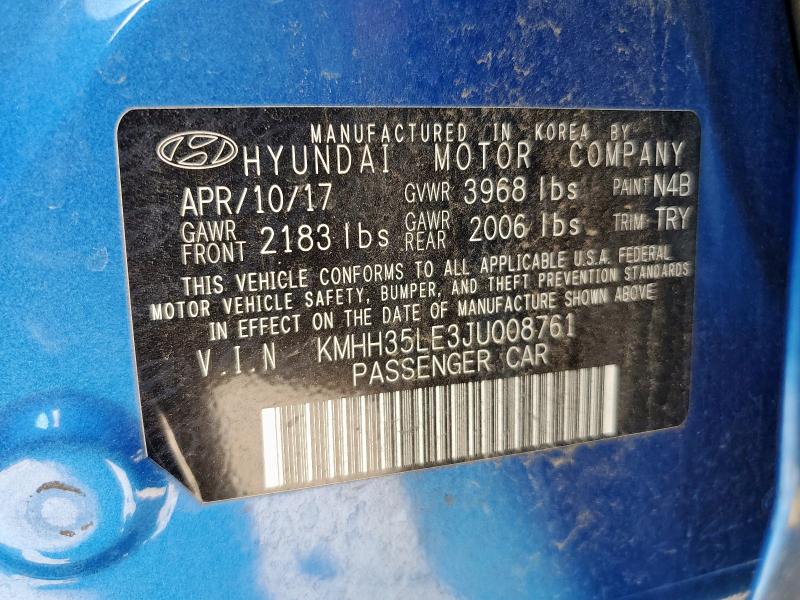 MANUFACTURED IN KOREA BY
HYUNDAI MOTOR COMPANY
APR/10/17 GVWR 3968 lbs PAINT N4B
GAWR FRONT 2183 lbs GAWR REAR 2006 lbs TRIM TRY
THIS VEHICLE CONFORMS TO ALL APPLICABLE U.S.A. FEDERAL
MOTOR VEHICLE SAFETY, BUMPER, AND THEFT PREVENTION STANDARDS
IN EFFECT ON THE DATE OF MANUFACTURE SHOWN ABOVE
V.I.N KMHH35LE3JU008761
PASSENGER CAR